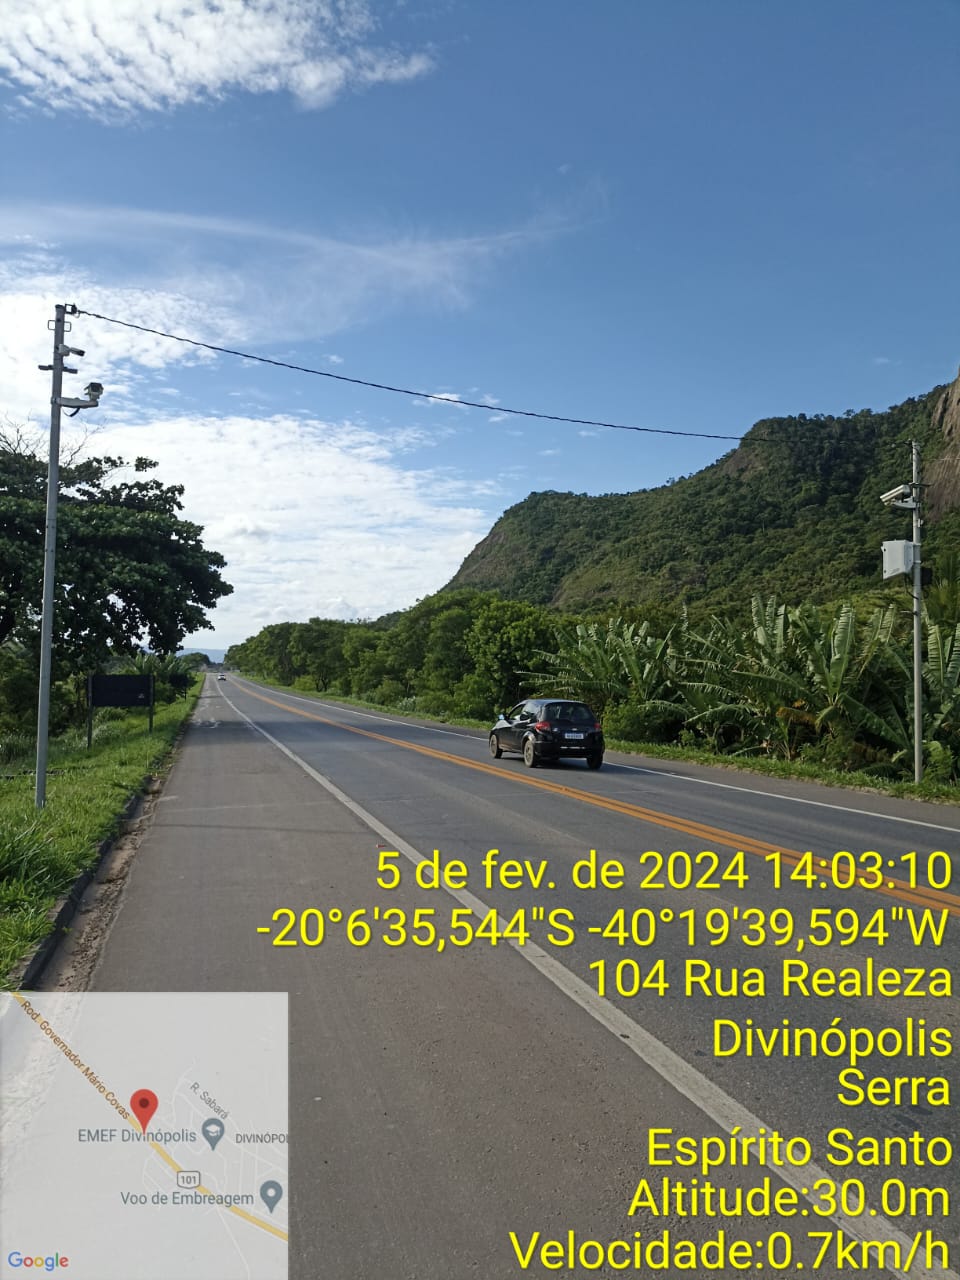 5 de fev. de 2024 14:03:10
-20°6'35,544"S -40°19'39,594"W
104 Rua Realeza
Divinópolis
Serra
Espírito Santo
Altitude:30.0m
Velocidade:0.7km/h
Rod. Governador Mário Covas
R. Sabará
EMEF Divinópolis
DIVINÓPOL
101
Voo de Embreagem
Google